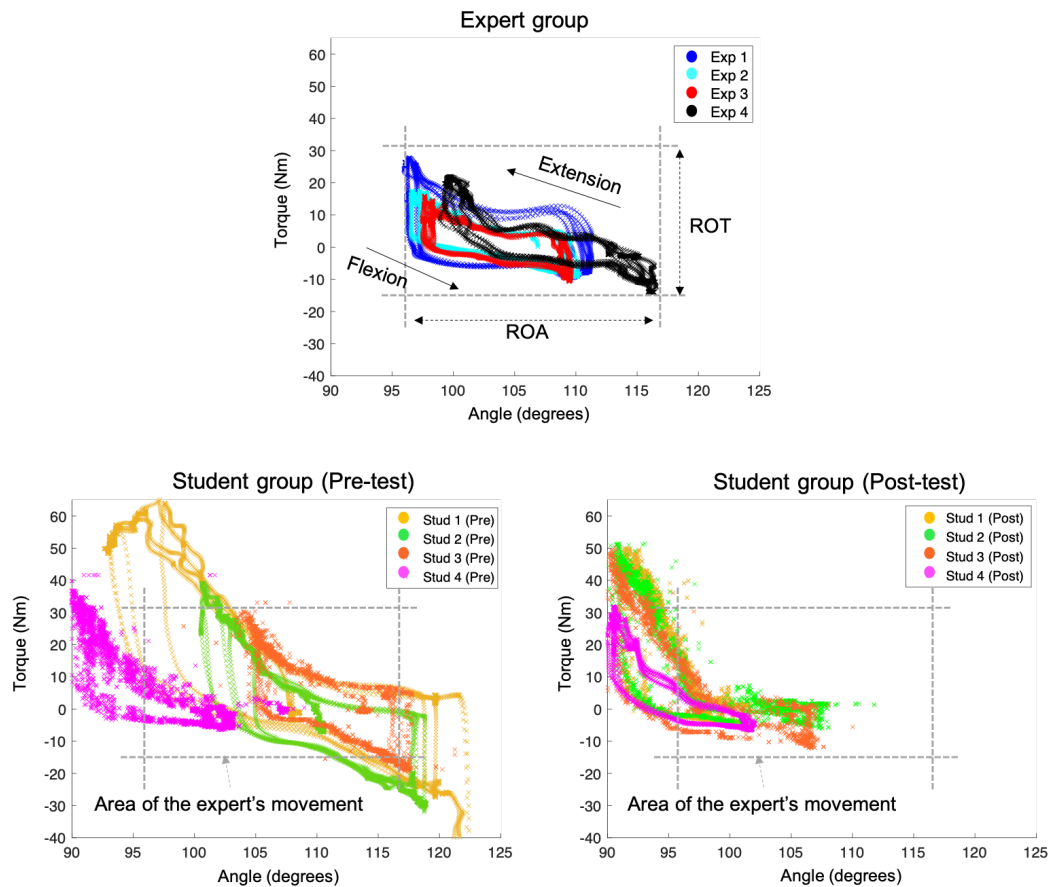 Expert group
Exp 1
Exp 2
Exp 3
Exp 4
60
50
40
30
20
10
0
-10
-20
-30
-40
Torque (Nm)
Extension
Flexion
ROT
ROA
90 95 100 105 110 115 120 125
Angle (degrees)
Student group (Pre-test)
Stud 1 (Pre)
Stud 2 (Pre)
Stud 3 (Pre)
Stud 4 (Pre)
60
50
40
30
20
10
0
-10
-20
-30
-40
Torque (Nm)
Area of the expert's movement
90 95 100 105 110 115 120 125
Angle (degrees)
Student group (Post-test)
Stud 1 (Post)
Stud 2 (Post)
Stud 3 (Post)
Stud 4 (Post)
60
50
40
30
20
10
0
-10
-20
-30
-40
Torque (Nm)
Area of the expert's movement
90 95 100 105 110 115 120 125
Angle (degrees)